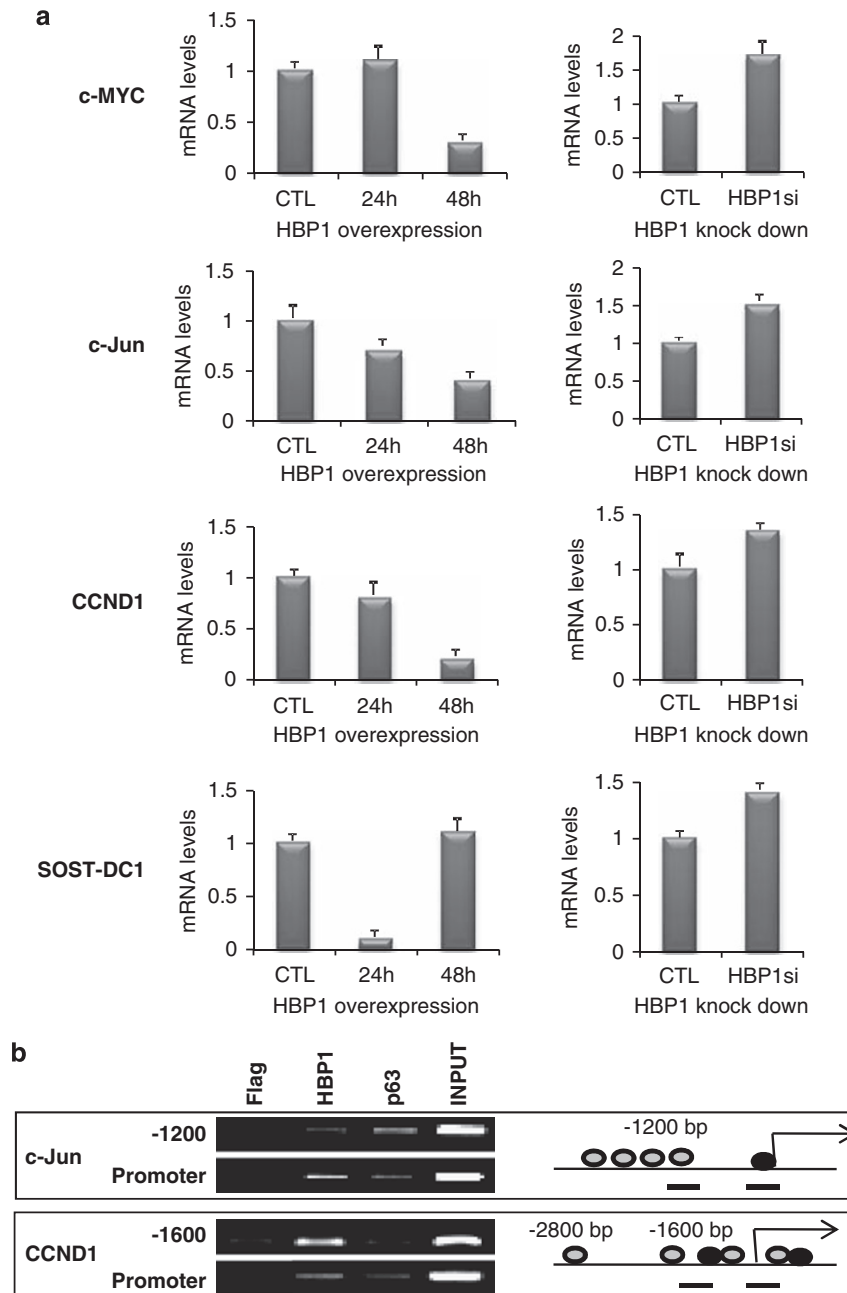 a
c-MYC
mRNA levels
1.5
1
0.5
0
CTL 24h 48h
HBP1 overexpression
mRNA levels
2
1.5
1
0.5
0
CTL HBP1si
HBP1 knock down
c-Jun
mRNA levels
1.5
1
0.5
0
CTL 24h 48h
HBP1 overexpression
mRNA levels
2
1.5
1
0.5
0
CTL HBP1si
HBP1 knock down
CCND1
mRNA levels
1.5
1
0.5
0
CTL 24h 48h
HBP1 overexpression
mRNA levels
1.5
1
0.5
0
CTL HBP1si
HBP1 knock down
SOST-DC1
mRNA levels
1.5
1
0.5
0
CTL 24h 48h
HBP1 overexpression
mRNA levels
1.5
1
0.5
0
CTL HBP1si
HBP1 knock down
b
Flag HBP1 p63 INPUT
c-Jun
-1200
Promoter
-1200 bp
CCND1
-1600
Promoter
-2800 bp -1600 bp